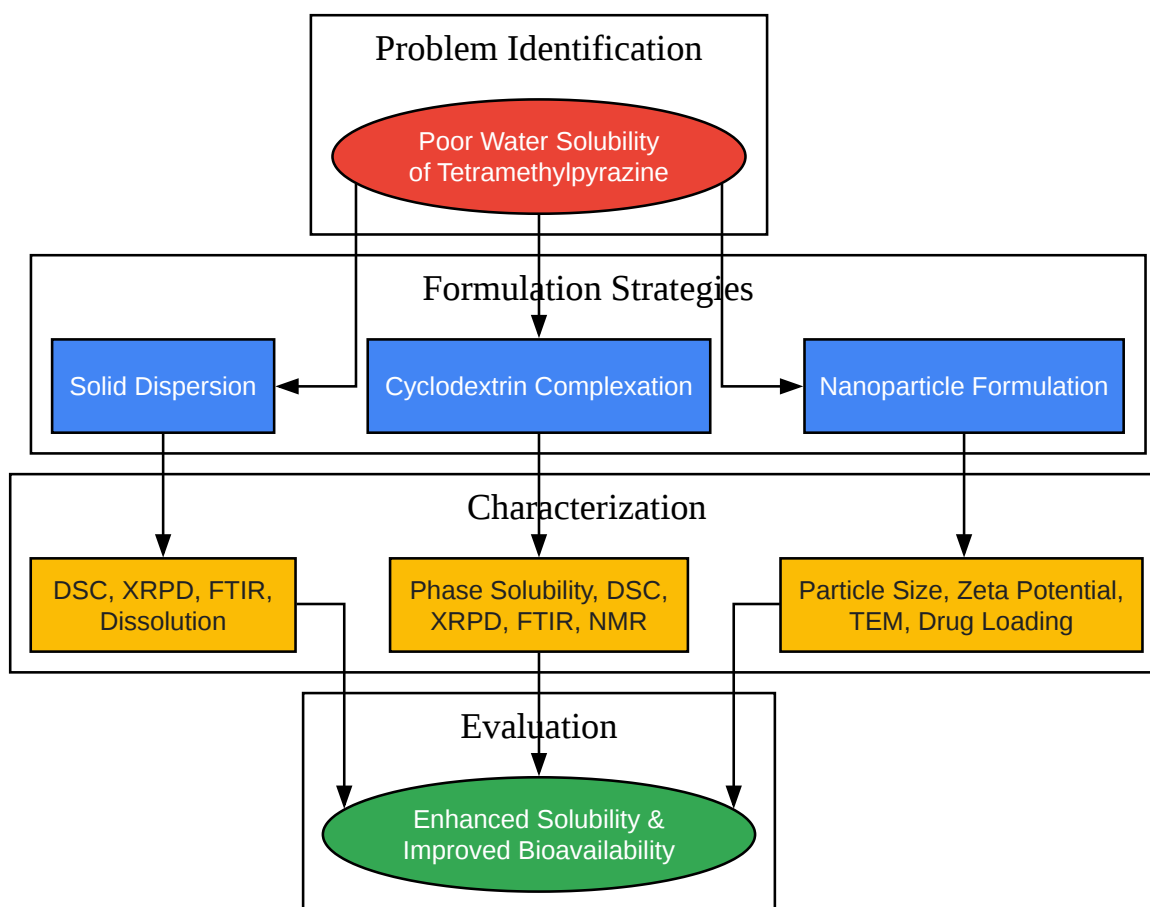 Problem Identification
Poor Water Solubility
of Tetramethylpyrazine
Formulation Strategies
Solid Dispersion
Cyclodextrin Complexation
Nanoparticle Formulation
Characterization
DSC, XRPD, FTIR,
Dissolution
Phase Solubility, DSC,
XRPD, FTIR, NMR
Particle Size, Zeta Potential,
TEM, Drug Loading
Evaluation
Enhanced Solubility &
Improved Bioavailability